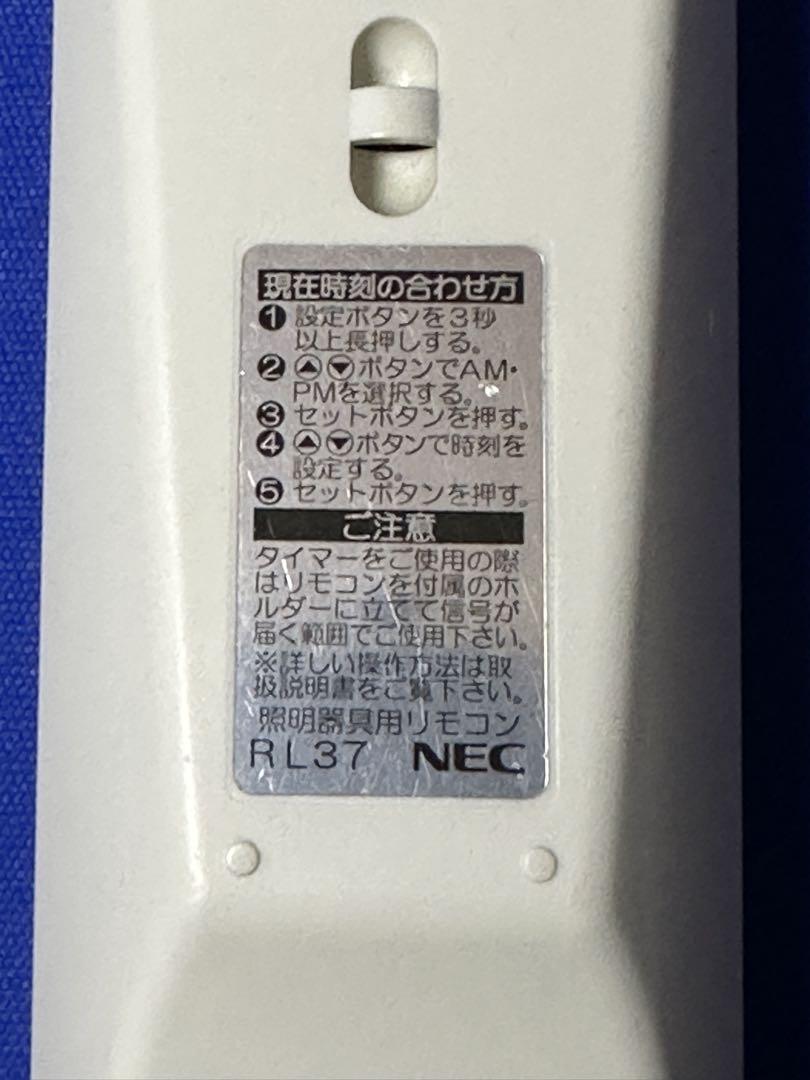 現在時刻の合わせ方
❶ 設定ボタンを3秒
以上長押しする。
❷ ▲▼ボタンでAM・
PMを選択する。
❸ セットボタンを押す。
❹ ▲▼ボタンで時刻を
設定する。
❺ セットボタンを押す。
ご注意
タイマーをご使用の際
はリモコンを付属のホ
ルダーに立てて信号が
届く範囲でご使用下さい。
※詳しい操作方法は取
扱説明書をご覧下さい。
照明器具用リモコン
RL37 NEC